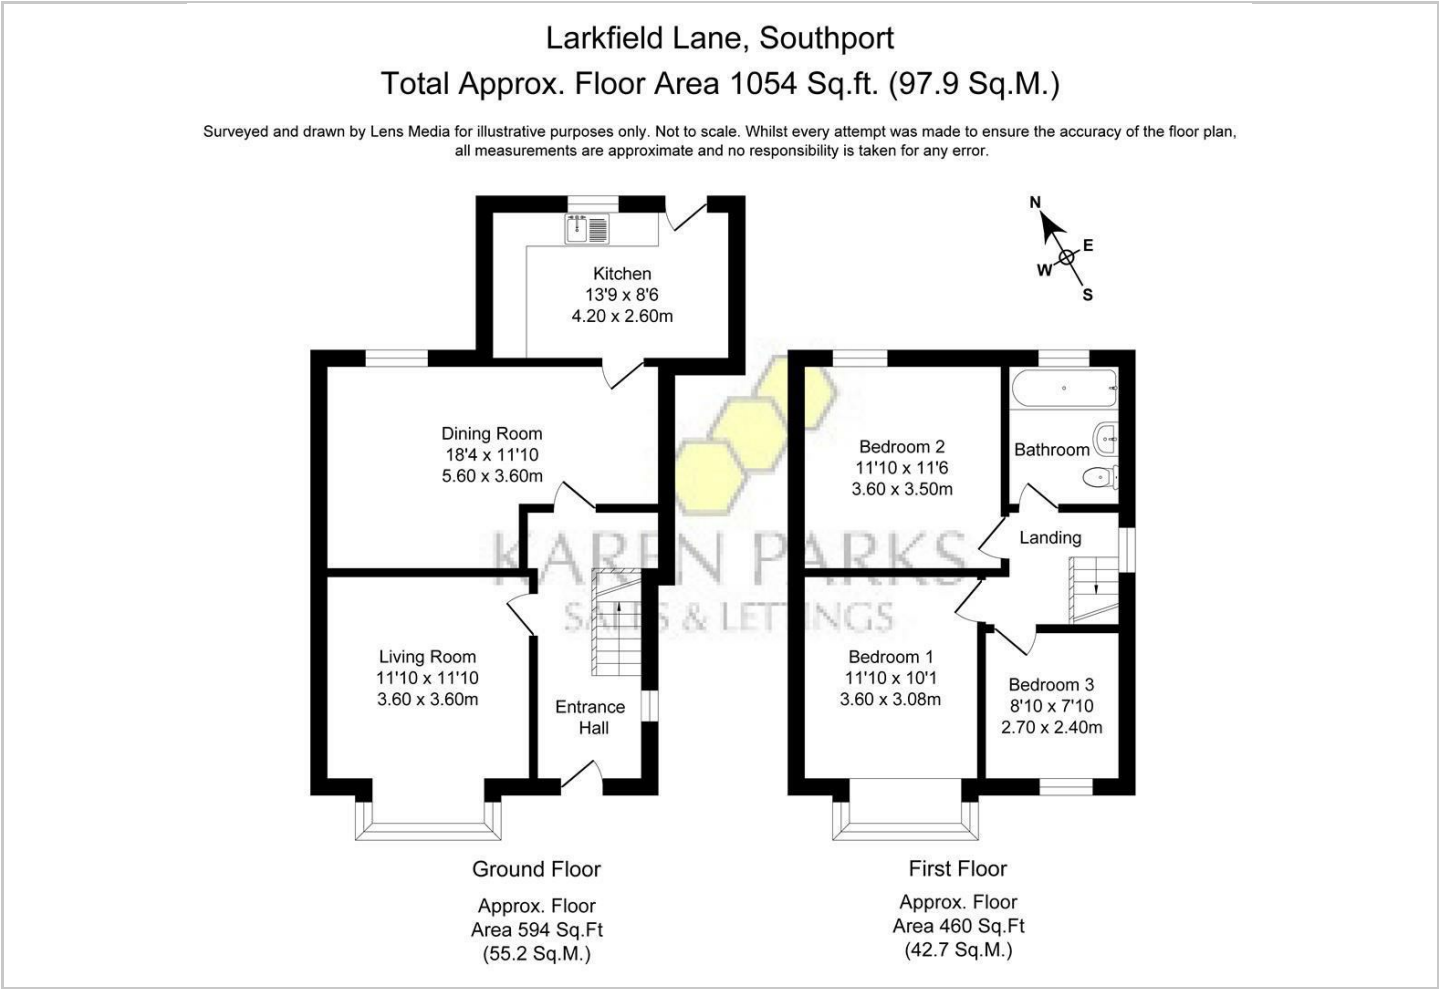 Larkfield Lane, Southport
Total Approx. Floor Area 1054 Sq.ft. (97.9 Sq.M.)
Surveyed and drawn by Lens Media for illustrative purposes only. Not to scale. Whilst every attempt was made to ensure the accuracy of the floor plan,
all measurements are approximate and no responsibility is taken for any error.
N
E
W
S
Kitchen
13'9 x 8'6
4.20 x 2.60m
Dining Room
18'4 x 11'10
5.60 x 3.60m
Living Room
11'10 x 11'10
3.60 x 3.60m
Entrance
Hall
Bedroom 2
11'10 x 11'6
3.60 x 3.50m
Bathroom
Landing
Bedroom 1
11'10 x 10'1
3.60 x 3.08m
Bedroom 3
8'10 x 7'10
2.70 x 2.40m
KAREN PARKS
SALES & LETTINGS
Ground Floor
Approx. Floor
Area 594 Sq.Ft
(55.2 Sq.M.)
First Floor
Approx. Floor
Area 460 Sq.Ft
(42.7 Sq.M.)